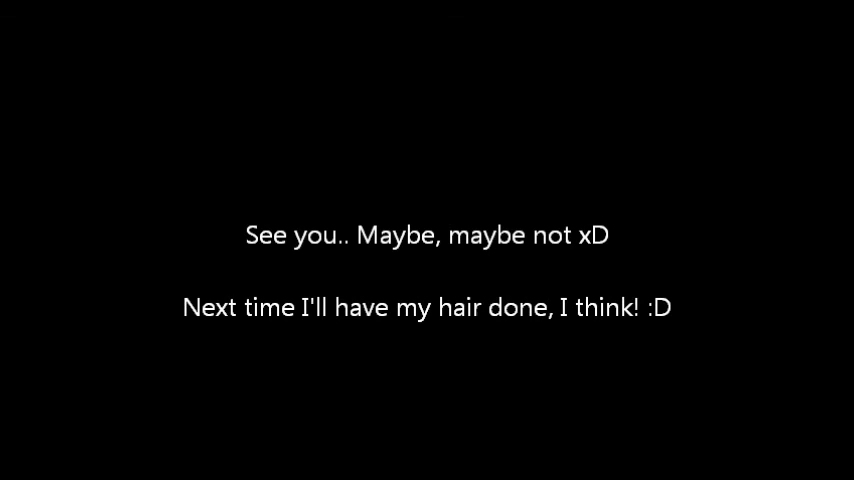 See you.. Maybe, maybe not xD
Next time I'll have my hair done, I think! :D